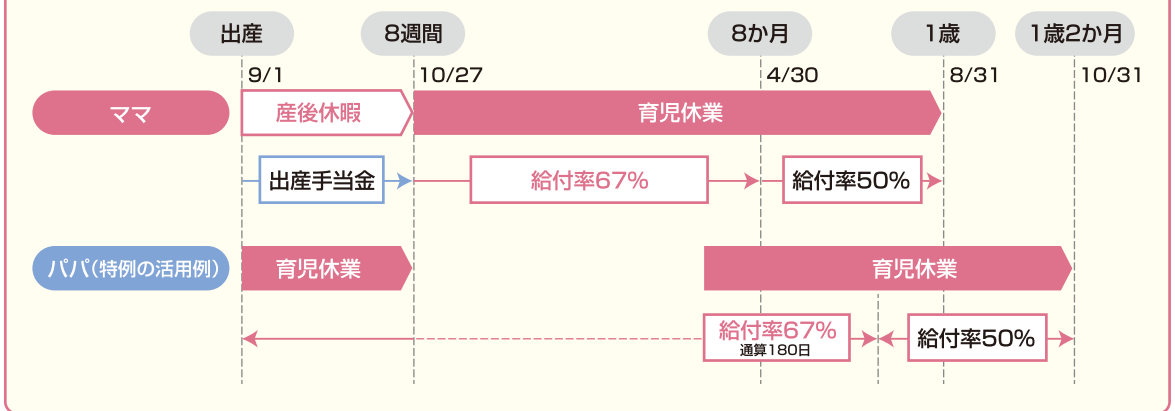 出産
8週間
8か月
1歳
1歳2か月
9/1
10/27
4/30
8/31
10/31
ママ
産後休暇
育児休業
出産手当金
給付率67%
給付率50%
パパ(特例の活用例)
育児休業
育児休業
給付率67%
通算180日
給付率50%